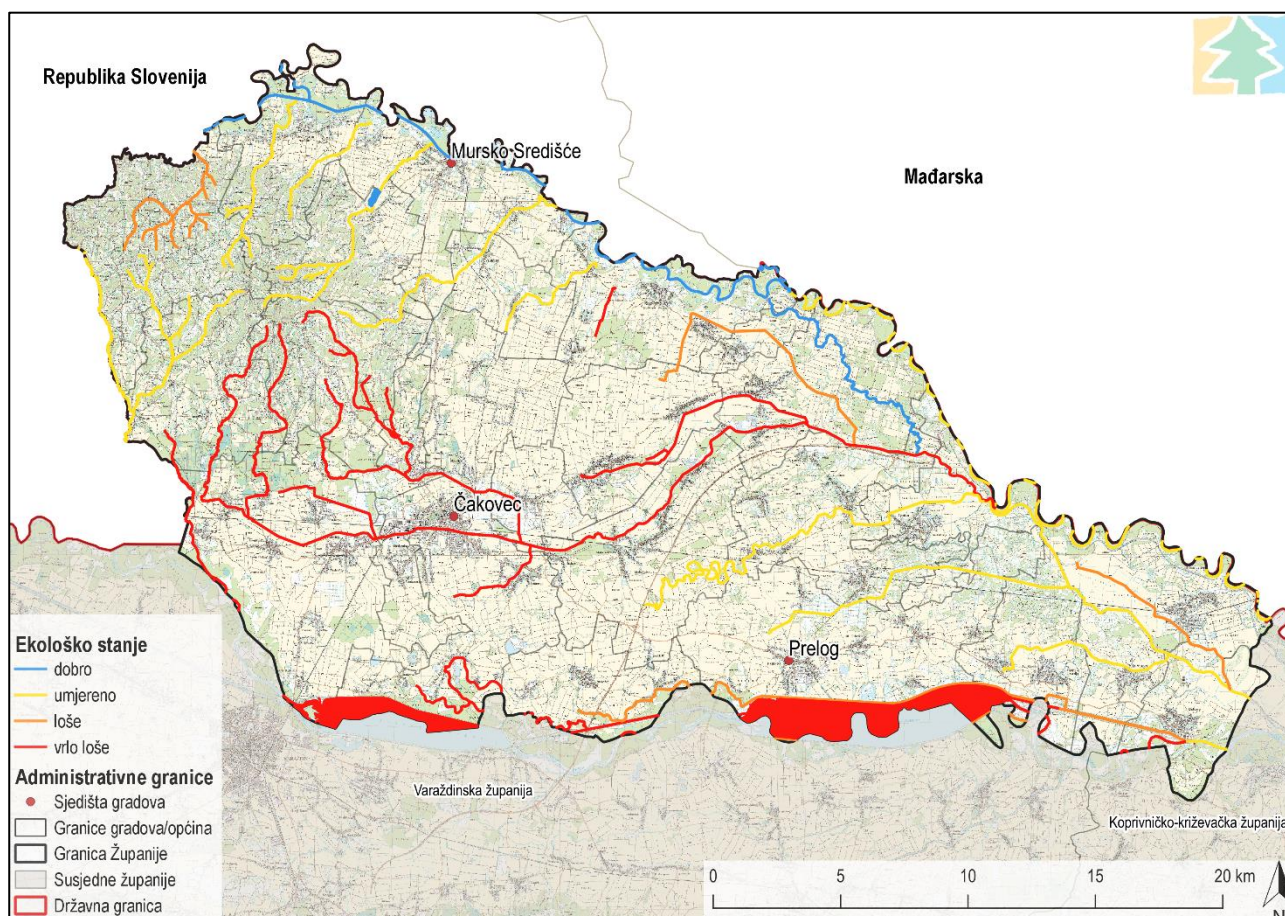 Republika Slovenija
Mađarska
Mursko Središće
Čakovec
Prelog
Varaždinska županija
Koprivničko-križevačka županija
Ekološko stanje
dobro
umjereno
loše
vrlo loše
Administrativne granice
Sjedišta gradova
Granice gradova/općina
Granica Županije
Susjedne županije
Državna granica
0 5 10 15 20 km
N